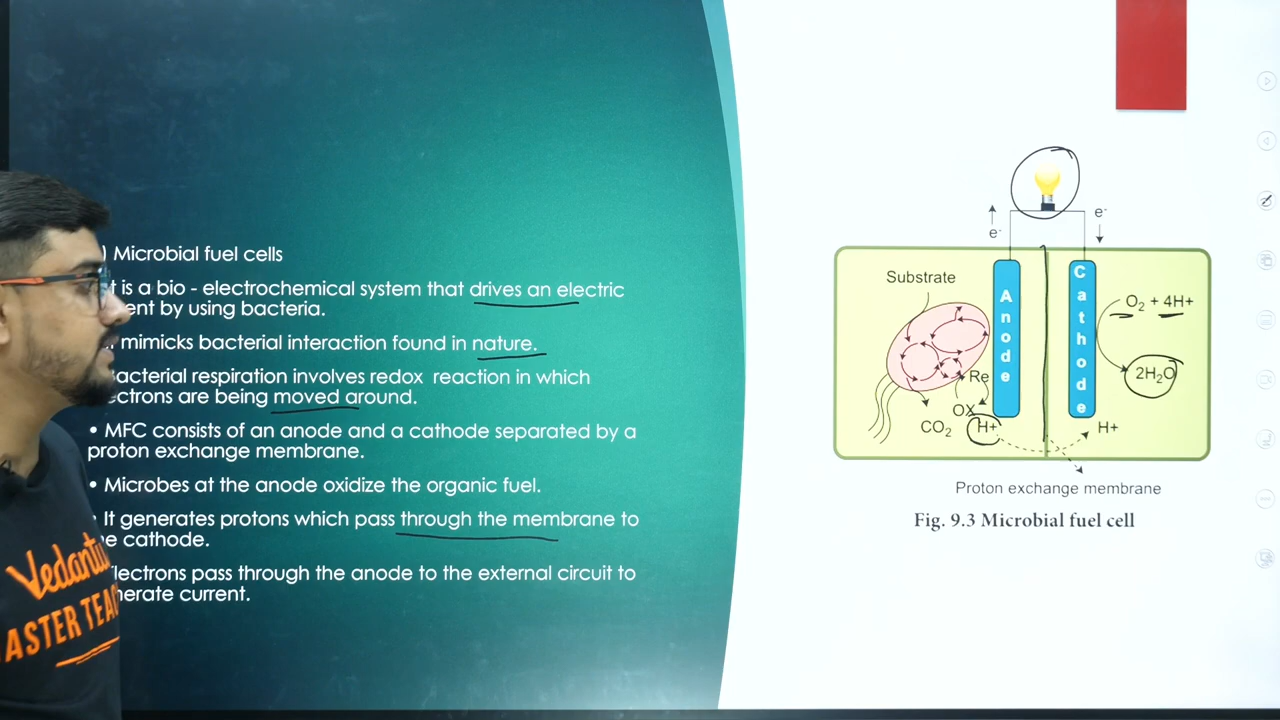 ) Microbial fuel cells
t is a bio - electrochemical system that drives an electric
ent by using bacteria.
mimicks bacterial interaction found in nature.
acterial respiration involves redox reaction in which
ectrons are being moved around.
• MFC consists of an anode and a cathode separated by a
proton exchange membrane.
• Microbes at the anode oxidize the organic fuel.
• It generates protons which pass through the membrane to
e cathode.
lectrons pass through the anode to the external circuit to
nerate current.
Vedantu
ASTER TEA
e-
e-
Substrate
Anode
Cathode
O2 + 4H+
2H2O
Re
OX
CO2
H+
H+
Proton exchange membrane
Fig. 9.3 Microbial fuel cell